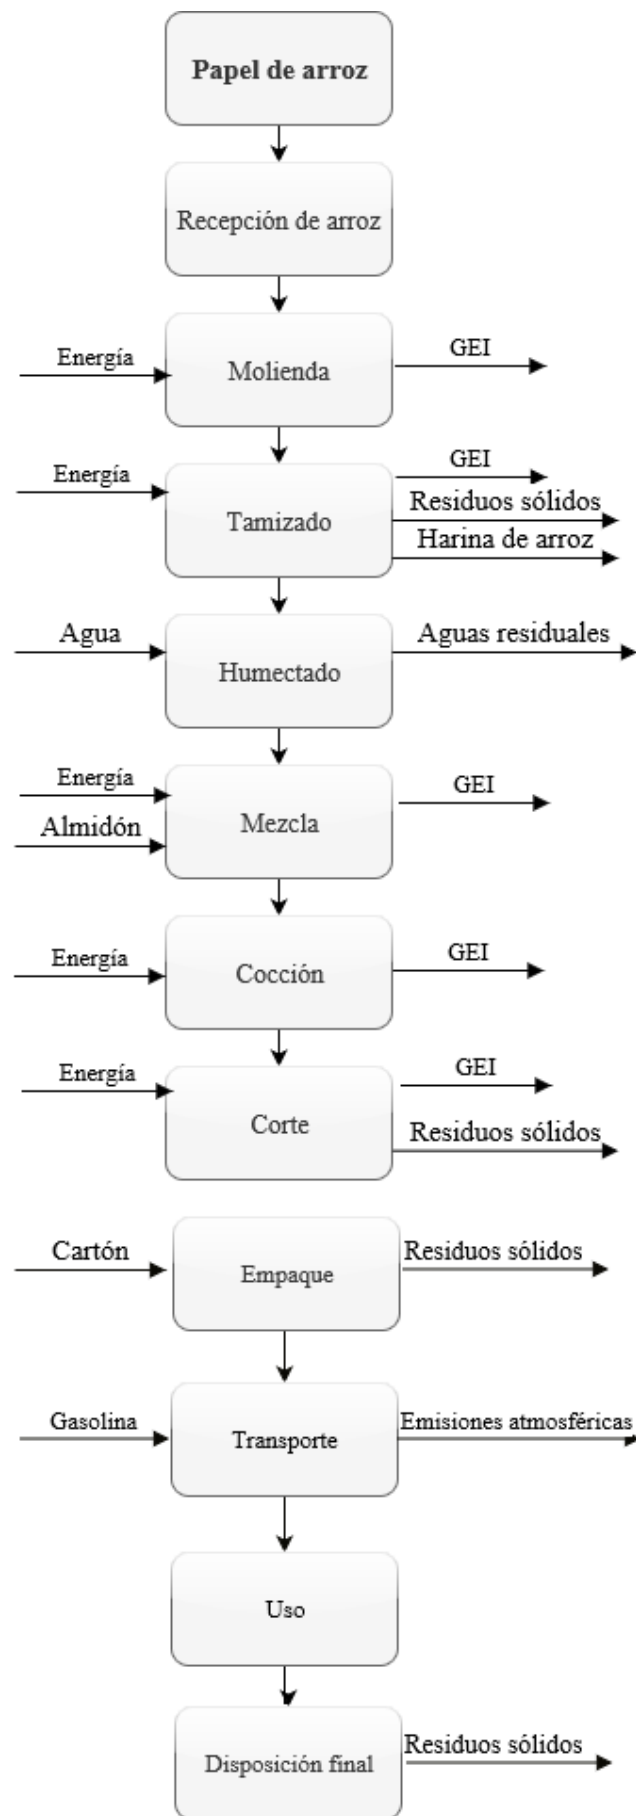 Papel de arroz
Recepción de arroz
Energía
Molienda
GEI
Energía
Tamizado
GEI
Residuos sólidos
Harina de arroz
Agua
Humectado
Aguas residuales
Energía
Almidón
Mezcla
GEI
Energía
Cocción
GEI
Energía
Corte
GEI
Residuos sólidos
Cartón
Empaque
Residuos sólidos
Gasolina
Transporte
Emisiones atmosféricas
Uso
Disposición final
Residuos sólidos